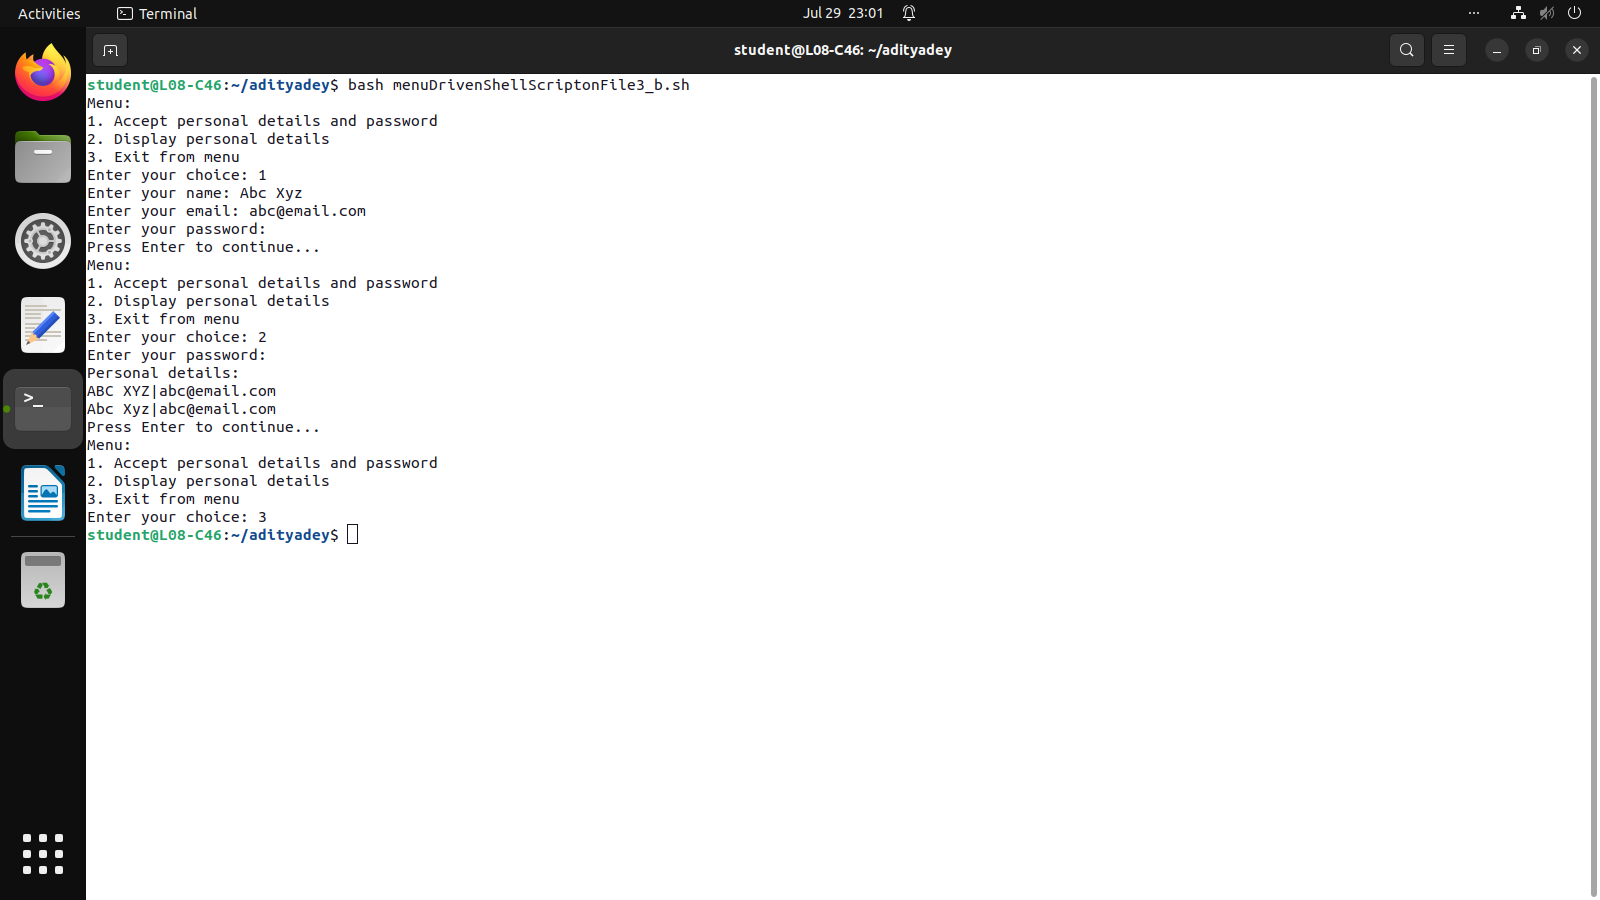 Activities
Terminal
Jul 29 23:01
student@L08-C46: ~/adityadey
student@L08-C46:~/adityadey$ bash menuDrivenShellScriptonFile3_b.sh
Menu:
1. Accept personal details and password
2. Display personal details
3. Exit from menu
Enter your choice: 1
Enter your name: Abc Xyz
Enter your email: abc@email.com
Enter your password:
Press Enter to continue...
Menu:
1. Accept personal details and password
2. Display personal details
3. Exit from menu
Enter your choice: 2
Enter your password:
Personal details:
ABC XYZ|abc@email.com
Abc Xyz|abc@email.com
Press Enter to continue...
Menu:
1. Accept personal details and password
2. Display personal details
3. Exit from menu
Enter your choice: 3
student@L08-C46:~/adityadey$